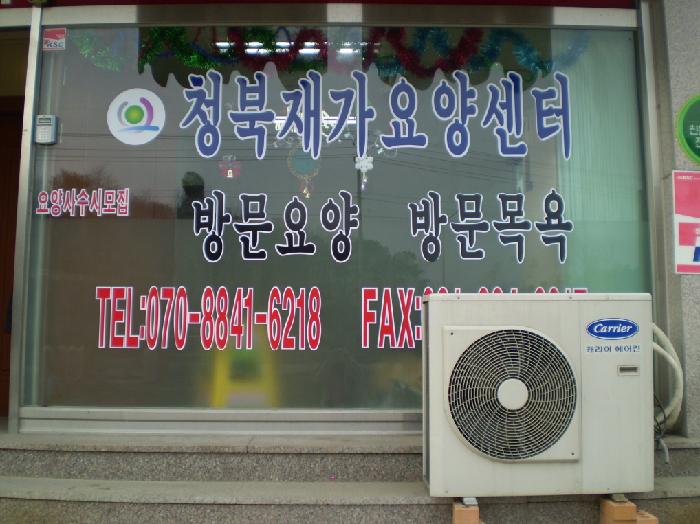 KSC
청북재가요양센터
요양사수시모집
방문요양 방문목욕
TEL:070-8841-6218 FAX:
Carrier
캐리어 에어컨